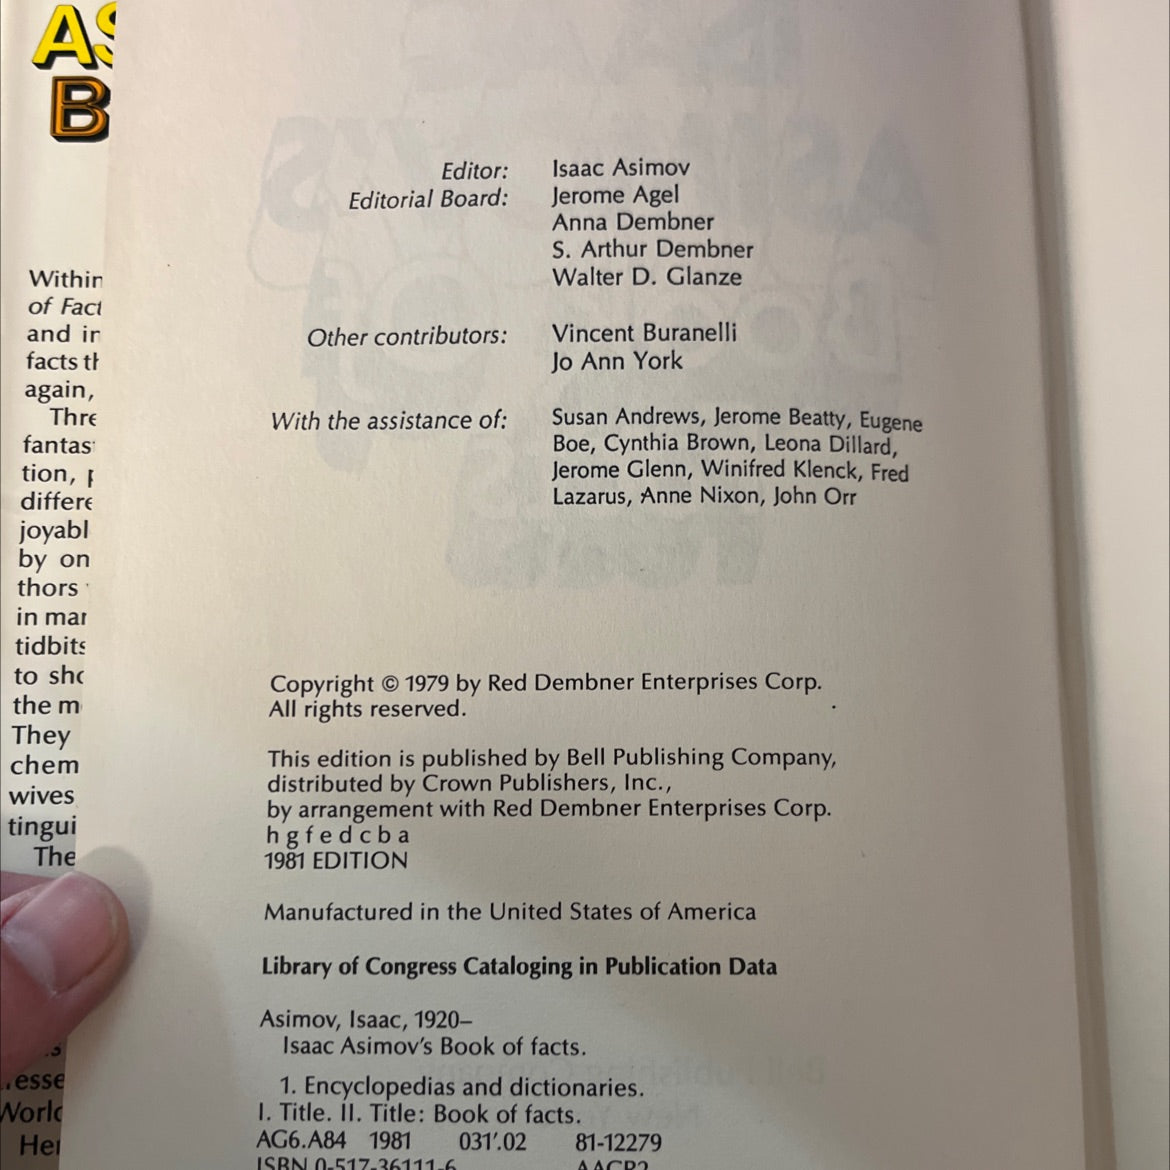 AS
B
Within
of Fact
and in
facts th
again,
Thre
fantas
tion, p
differe
joyabl
by on
thors
in mar
tidbits
to sho
the m
They
chem
wives
tingui
The
esse
World
Her
Editor: Isaac Asimov
Editorial Board: Jerome Agel
Anna Dembner
S. Arthur Dembner
Walter D. Glanze
Other contributors: Vincent Buranelli
Jo Ann York
With the assistance of: Susan Andrews, Jerome Beatty, Eugene
Boe, Cynthia Brown, Leona Dillard,
Jerome Glenn, Winifred Klenck, Fred
Lazarus, Anne Nixon, John Orr
Copyright © 1979 by Red Dembner Enterprises Corp.
All rights reserved.
This edition is published by Bell Publishing Company,
distributed by Crown Publishers, Inc.,
by arrangement with Red Dembner Enterprises Corp.
h g f e d c b a
1981 EDITION
Manufactured in the United States of America
Library of Congress Cataloging in Publication Data
Asimov, Isaac, 1920–
Isaac Asimov's Book of facts.
1. Encyclopedias and dictionaries.
I. Title. II. Title: Book of facts.
AG6.A84 1981 031'.02 81-12279
ISBN 0-517-36111-6 AACR2